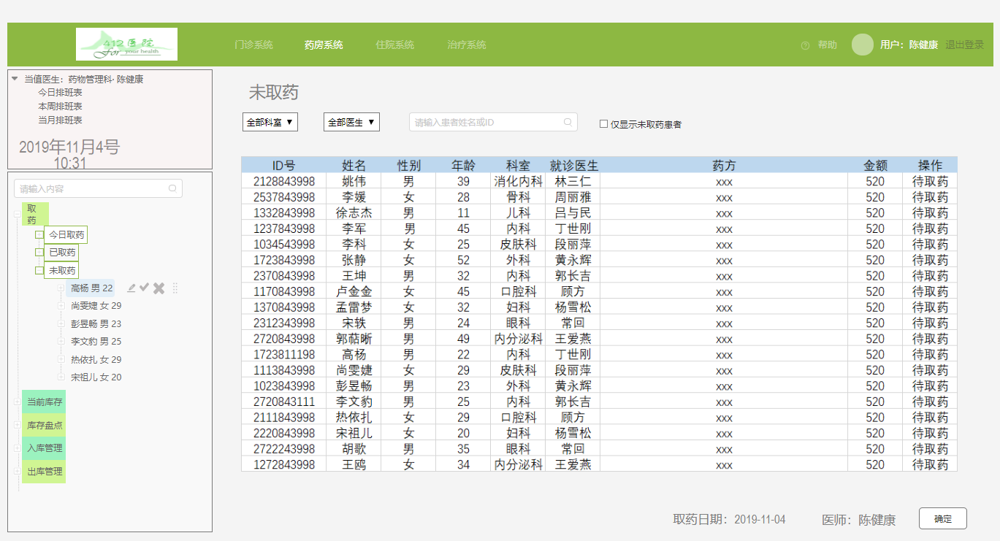 412医院
For your health
门诊系统 药房系统 住院系统 治疗系统 帮助 用户：陈健康 退出登录
当值医生：药物管理科· 陈健康
今日排班表
本周排班表
当月排班表
2019年11月4号
10:31
请输入内容
取药
今日取药
已取药
未取药
高杨 男 22
尚雯婕 女 29
彭昱畅 男 23
李文豹 男 25
热依扎 女 29
宋祖儿 女 20
当前库存
库存盘点
入库管理
出库管理
未取药
全部科室 ▼ 全部医生 ▼ 请输入患者姓名或ID 仅显示未取药患者
ID号 姓名 性别 年龄 科室 就诊医生 药方 金额 操作
2128843998 姚伟 男 39 消化内科 林三仁 xxx 520 待取药
2537843998 李媛 女 28 骨科 周丽雅 xxx 520 待取药
1332843998 徐志杰 男 11 儿科 吕与民 xxx 520 待取药
1237843998 李军 男 45 内科 丁世刚 xxx 520 待取药
1034543998 李科 女 25 皮肤科 段丽萍 xxx 520 待取药
1723843998 张静 女 52 外科 黄永辉 xxx 520 待取药
2370843998 王坤 男 32 内科 郭长吉 xxx 520 待取药
1170843998 卢金金 女 45 口腔科 顾方 xxx 520 待取药
1370843998 孟雷梦 女 32 妇科 杨雪松 xxx 520 待取药
2312343998 宋轶 男 24 眼科 常回 xxx 520 待取药
2720843998 郭萜晰 男 49 内分泌科 王爱燕 xxx 520 待取药
1723811198 高杨 男 22 内科 丁世刚 xxx 520 待取药
1113843998 尚雯婕 女 29 皮肤科 段丽萍 xxx 520 待取药
1023843998 彭昱畅 男 23 外科 黄永辉 xxx 520 待取药
2720843111 李文豹 男 25 内科 郭长吉 xxx 520 待取药
2111843998 热依扎 女 29 口腔科 顾方 xxx 520 待取药
2220843998 宋祖儿 女 20 妇科 杨雪松 xxx 520 待取药
2722243998 胡歌 男 35 眼科 常回 xxx 520 待取药
1272843998 王鸥 女 34 内分泌科 王爱燕 xxx 520 待取药
取药日期：2019-11-04 医师：陈健康 确定